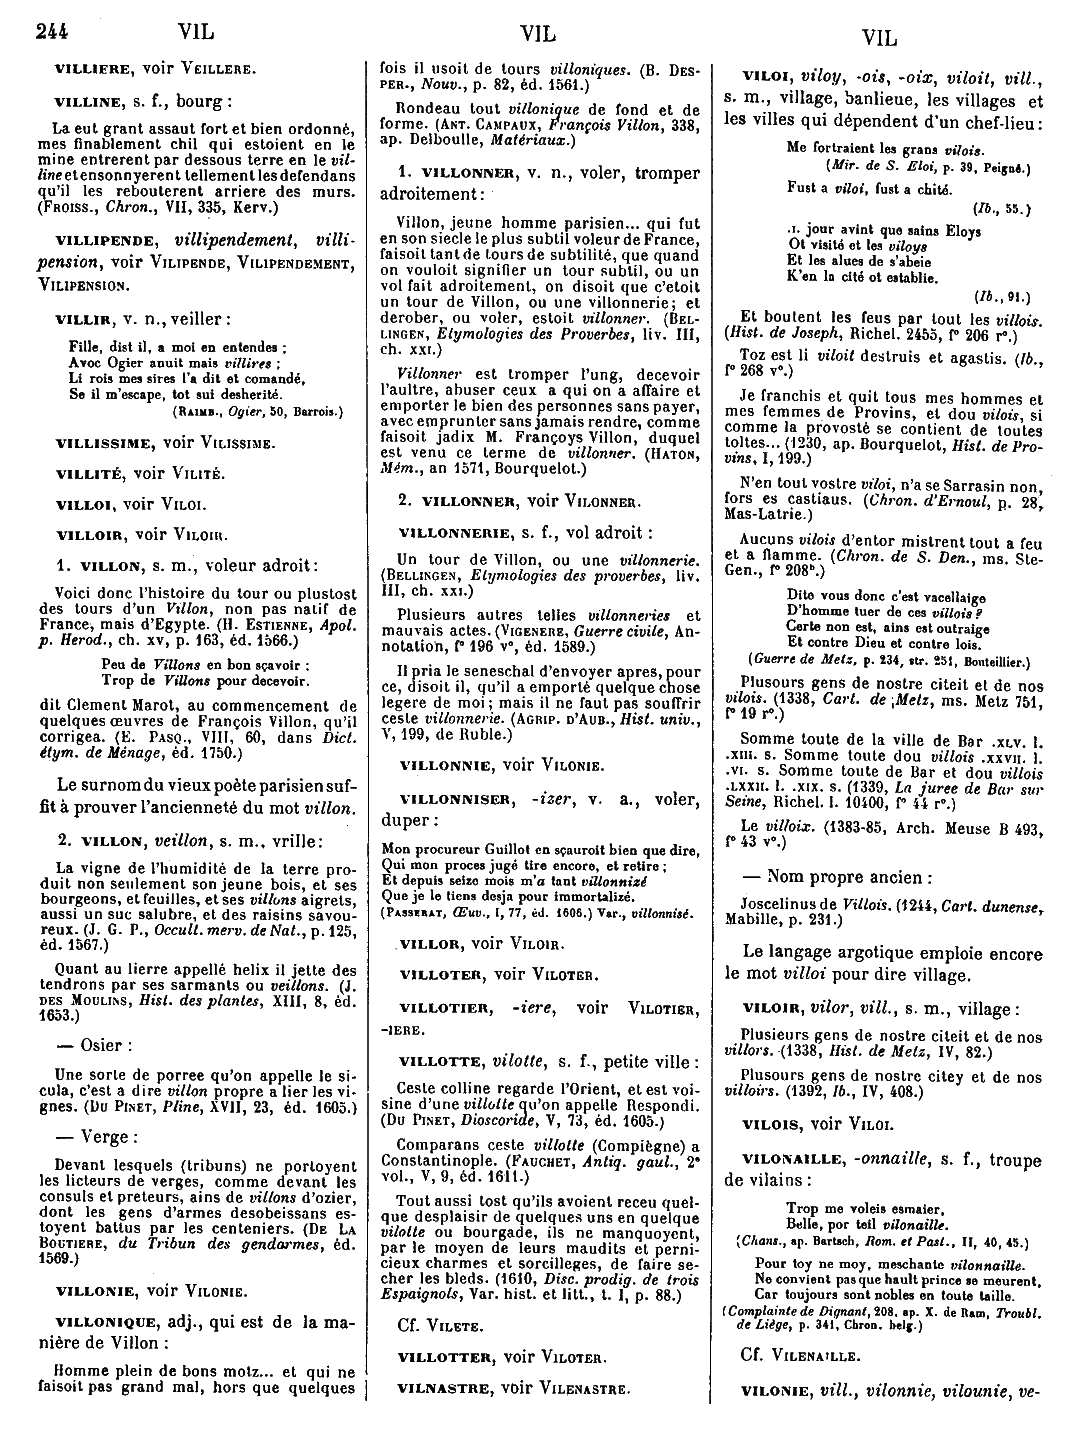 244 VIL VIL VIL
VILLIERE, voir VEILLERE.
VILLINE, s. f., bourg :
La eut grant assaut fort et bien ordonné,
mes finablement chil qui estoient en le
mine entrerent par dessous terre en le vil-
line et ensonnyerent tellement les defendans
qu'il les rebouterent arriere des murs.
(FROISS., Chron., VII, 335, Kerv.)
VILLIPENDE, villipendement, villi-
pension, voir VILIPENDE, VILIPENDEMENT,
VILIPENSION.
VILLIR, v. n., veiller :
Fille, dist il, a moi en entendes ;
Avoc Ogier anuit mais villires ;
Li rois mes sires l'a dit et comandé,
Se il m'escape, tot sui desherité.
(RAIMB., Ogier, 50, Barrois.)
VILLISSIME, voir VILISSIME.
VILLITÉ, voir VILITÉ.
VILLOI, voir VILOI.
VILLOIR, voir VILOIR.
1. VILLON, s. m., voleur adroit :
Voici donc l'histoire du tour ou plustost
des tours d'un Villon, non pas natif de
France, mais d'Egypte. (H. ESTIENNE, Apol.
p. Herod., ch. XV, p. 163, éd. 1566.)
Peu de Villons en bon sçavoir :
Trop de Villons pour decevoir.
dit Clement Marot, au commencement de
quelques œuvres de François Villon, qu'il
corrigea. (E. PASQ., VIII, 60, dans Dict.
étym. de Ménage, éd. 1750.)
Le surnom du vieux poète parisien suf-
fit à prouver l'ancienneté du mot villon.
2. VILLON, veillon, s. m., vrille :
La vigne de l'humidité de la terre pro-
duit non seulement son jeune bois, et ses
bourgeons, et feuilles, et ses villons aigrets,
aussi un suc salubre, et des raisins savou-
reux. (J. G. P., Occult. merv. de Nat., p. 125,
éd. 1567.)
Quant au lierre appellé helix il jette des
tendrons par ses sarmants ou veillons. (J.
DES MOULINS, Hist. des plantes, XIII, 8, éd.
1653.)
— Osier :
Une sorte de porree qu'on appelle le si-
cula, c'est a dire villon propre a lier les vi-
gnes. (DU PINET, Pline, XVII, 23, éd. 1605.)
— Verge :
Devant lesquels (tribuns) ne portoyent
les licteurs de verges, comme devant les
consuls et preteurs, ains de villons d'ozier,
dont les gens d'armes desobeissans es-
toyent battus par les centeniers. (DE LA
BOUTIERE, du Tribun des gendarmes, éd.
1569.)
VILLONIE, voir VILONIE.
VILLONIQUE, adj., qui est de la ma-
nière de Villon :
Homme plein de bons motz... et qui ne
faisoit pas grand mal, hors que quelques
fois il usoit de tours villoniques. (B. DES-
PER., Nouv., p. 82, éd. 1561.)
Rondeau tout villonique de fond et de
forme. (ANT. CAMPAUX, François Villon, 338,
ap. Delboulle, Matériaux.)
1. VILLONNER, v. n., voler, tromper
adroitement :
Villon, jeune homme parisien... qui fut
en son siecle le plus subtil voleur de France,
faisoit tant de tours de subtilité, que quand
on vouloit signifier un tour subtil, ou un
vol fait adroitement, on disoit que c'etoit
un tour de Villon, ou une villonnerie ; et
derober, ou voler, estoit villonner. (BEL-
LINGEN, Etymologies des Proverbes, liv. III,
ch. XXI.)
Villonner est tromper l'ung, decevoir
l'aultre, abuser ceux a qui on a affaire et
emporter le bien des personnes sans payer,
avec emprunter sans jamais rendre, comme
faisoit jadix M. Françoys Villon, duquel
est venu ce terme de villonner. (HATON,
Mém., an 1571, Bourquelot.)
2. VILLONNER, voir VILONNER.
VILLONNERIE, s. f., vol adroit :
Un tour de Villon, ou une villonnerie.
(BELLINGEN, Etymologies des proverbes, liv.
III, ch. XXI.)
Plusieurs autres telles villonneries et
mauvais actes. (VIGENERE, Guerre civile, An-
notation, f° 196 v°, éd. 1589.)
Il pria le seneschal d'envoyer apres, pour
ce, disoit il, qu'il a emporté quelque chose
legere de moi ; mais il ne faut pas souffrir
ceste villonnerie. (AGRIP. D'AUB., Hist. univ.,
V, 199, de Ruble.)
VILLONNIE, voir VILONIE.
VILLONNISER, -izer, v. a., voler,
duper :
Mon procureur Guillot en sçauroit bien que dire,
Qui mon proces jugé tire encore, et retire ;
Et depuis seize mois m'a tant villonnizé
Que je le tiens desja pour immortalizé.
(PASSERAT, Œuv., I, 77, éd. 1606.) Var., villonnisé.
VILLOR, voir VILOIR.
VILLOTER, voir VILOTER.
VILLOTIER, -iere, voir VILOTIER,
-IERE.
VILLOTTE, vilotte, s. f., petite ville :
Ceste colline regarde l'Orient, et est voi-
sine d'une villotte qu'on appelle Respondi.
(DU PINET, Dioscoride, V, 73, éd. 1605.)
Comparans ceste villotte (Compiègne) a
Constantinople. (FAUCHET, Antiq. gaul., 2e
vol., V, 9, éd. 1611.)
Tout aussi tost qu'ils avoient receu quel-
que desplaisir de quelques uns en quelque
vilotte ou bourgade, ils ne manquoyent,
par le moyen de leurs maudits et perni-
cieux charmes et sorcilleges, de faire se-
cher les bleds. (1610, Disc. prodig. de trois
Espaignols, Var. hist. et litt., t. I, p. 88.)
Cf. VILETE.
VILLOTTER, voir VILOTER.
VILNASTRE, voir VILENASTRE.
VILOI, viloy, -ois, -oix, viloit, vill.,
s. m., village, banlieue, les villages et
les villes qui dépendent d'un chef-lieu :
Me fortraient les grans vilois.
(Mir. de S. Eloi, p. 39, Peigné.)
Fust a viloi, fust a chité.
(Ib., 55.)
.I. jour avint que sains Eloys
Ot visité et les viloys
Et les alues de s'abeie
K'en la cité ot establie.
(Ib., 91.)
Et boutent les feus par tout les villois.
(Hist. de Joseph, Richel. 2455, f° 206 r°.)
Toz est li viloit destruis et agastis. (Ib.,
f° 268 v°.)
Je franchis et quit tous mes hommes et
mes femmes de Provins, et dou vilois, si
comme la provosté se contient de toutes
toltes... (1230, ap. Bourquelot, Hist. de Pro-
vins, I, 199.)
N'en tout vostre viloi, n'a se Sarrasin non,
fors es castiaus. (Chron. d'Ernoul, p. 28,
Mas-Latrie.)
Aucuns vilois d'entor mistrent tout a feu
et a flamme. (Chron. de S. Den., ms. Ste-
Gen., f° 208b.)
Dite vous donc c'est vacellaige
D'homme tuer de ces villois ?
Certe non est, ains est outraige
Et contre Dieu et contre lois.
(Guerre de Metz, p. 234, str. 251, Bouteillier.)
Plusors gens de nostre citeit et de nos
vilois. (1338, Cart. de Metz, ms. Metz 751,
f° 19 r°.)
Somme toute de la ville de Bar .XLV. l.
.XIII. s. Somme toute dou villois .XXVII. l.
.VI. s. Somme toute de Bar et dou villois
.LXXII. l. .XIX. s. (1339, La juree de Bar sur
Seine, Richel. l. 10400, f° 44 r°.)
Le villoix. (1383-85, Arch. Meuse B 493,
f° 43 v°.)
— Nom propre ancien :
Joscelinus de Villois. (1244, Cart. dunense,
Mabille, p. 231.)
Le langage argotique emploie encore
le mot villoi pour dire village.
VILOIR, vilor, vill., s. m., village :
Plusieurs gens de nostre citeit et de nos
villors. (1338, Hist. de Metz, IV, 82.)
Plusours gens de nostre citey et de nos
villoirs. (1392, Ib., IV, 408.)
VILOIS, voir VILOI.
VILONAILLE, -onnaille, s. f., troupe
de vilains :
Trop me voleis esmaier,
Belle, por teil vilonaille.
(Chans., ap. Bartsch, Rom. et Past., II, 40, 45.)
Pour toy ne moy, meschante vilonnaille.
Ne convient pas que hault prince se meurent,
Car toujours sont nobles en toute taille.
(Complainte de Dignant, 208, ap. X. de Ram, Troubl.
de Liége, p. 341, Chron. belg.)
Cf. VILENAILLE.
VILONIE, vill., vilonnie, vilounie, ve-